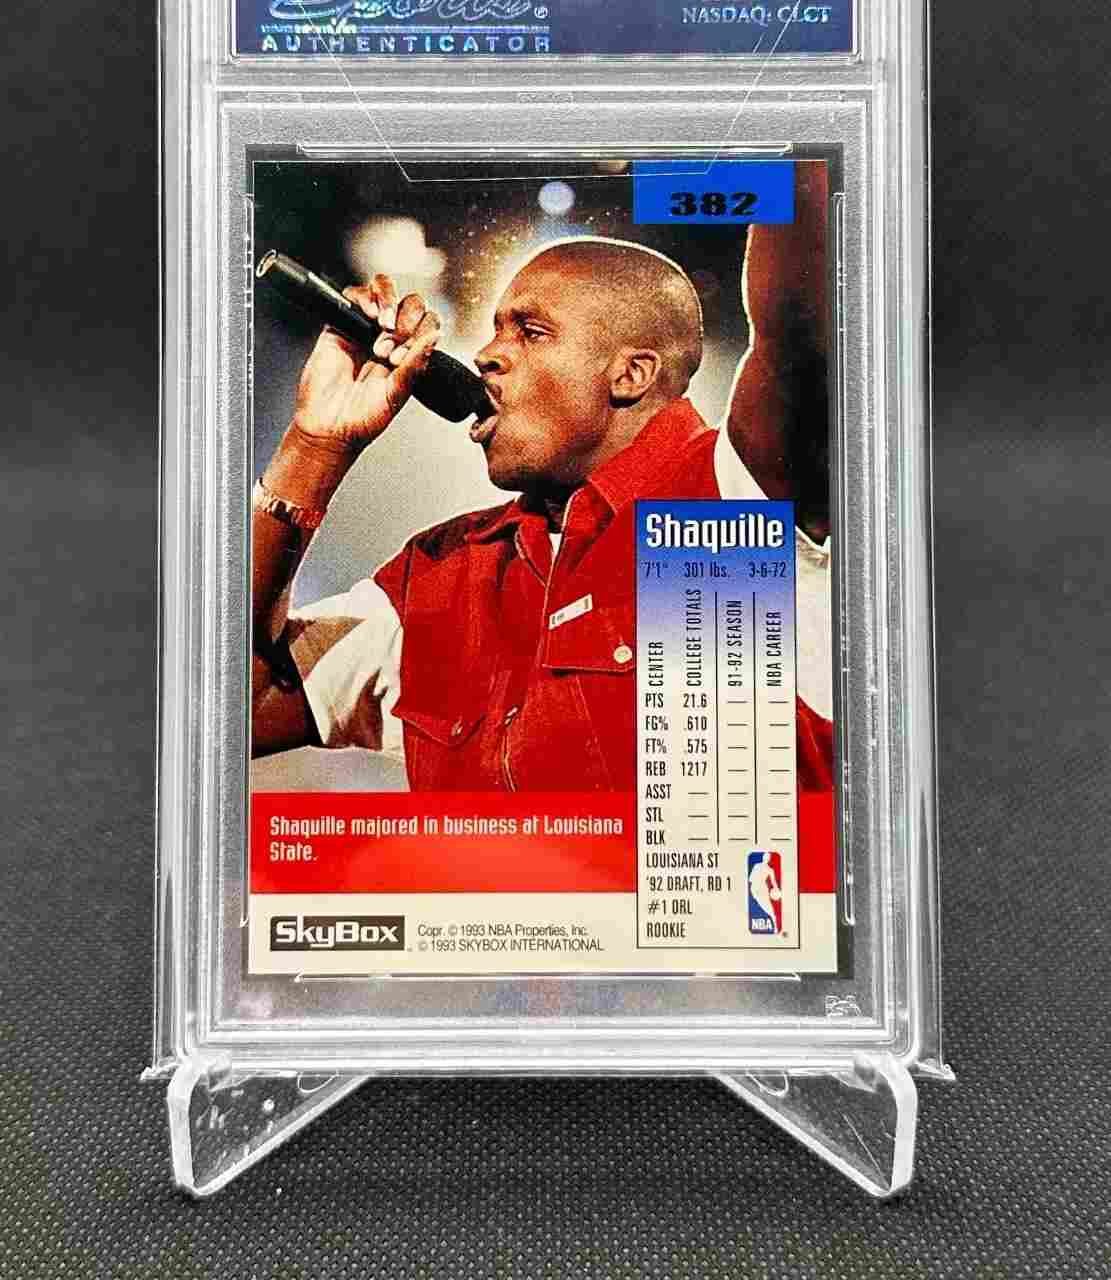 NASDAQ: CLCT
AUTHENTICATOR
382
Shaquille
7'1" 301 lbs. 3-6-72
CENTER COLLEGE TOTALS 91-92 SEASON NBA CAREER
PTS 21.6 — —
FG% .610 — —
FT% .575 — —
REB 1217 — —
ASST — — —
STL — — —
BLK — — —
LOUISIANA ST
'92 DRAFT, RD 1
#1 ORL
ROOKIE
NBA
Shaquille majored in business at Louisiana
State.
SkyBox
Copr. © 1993 NBA Properties, Inc.
© 1993 SKYBOX INTERNATIONAL